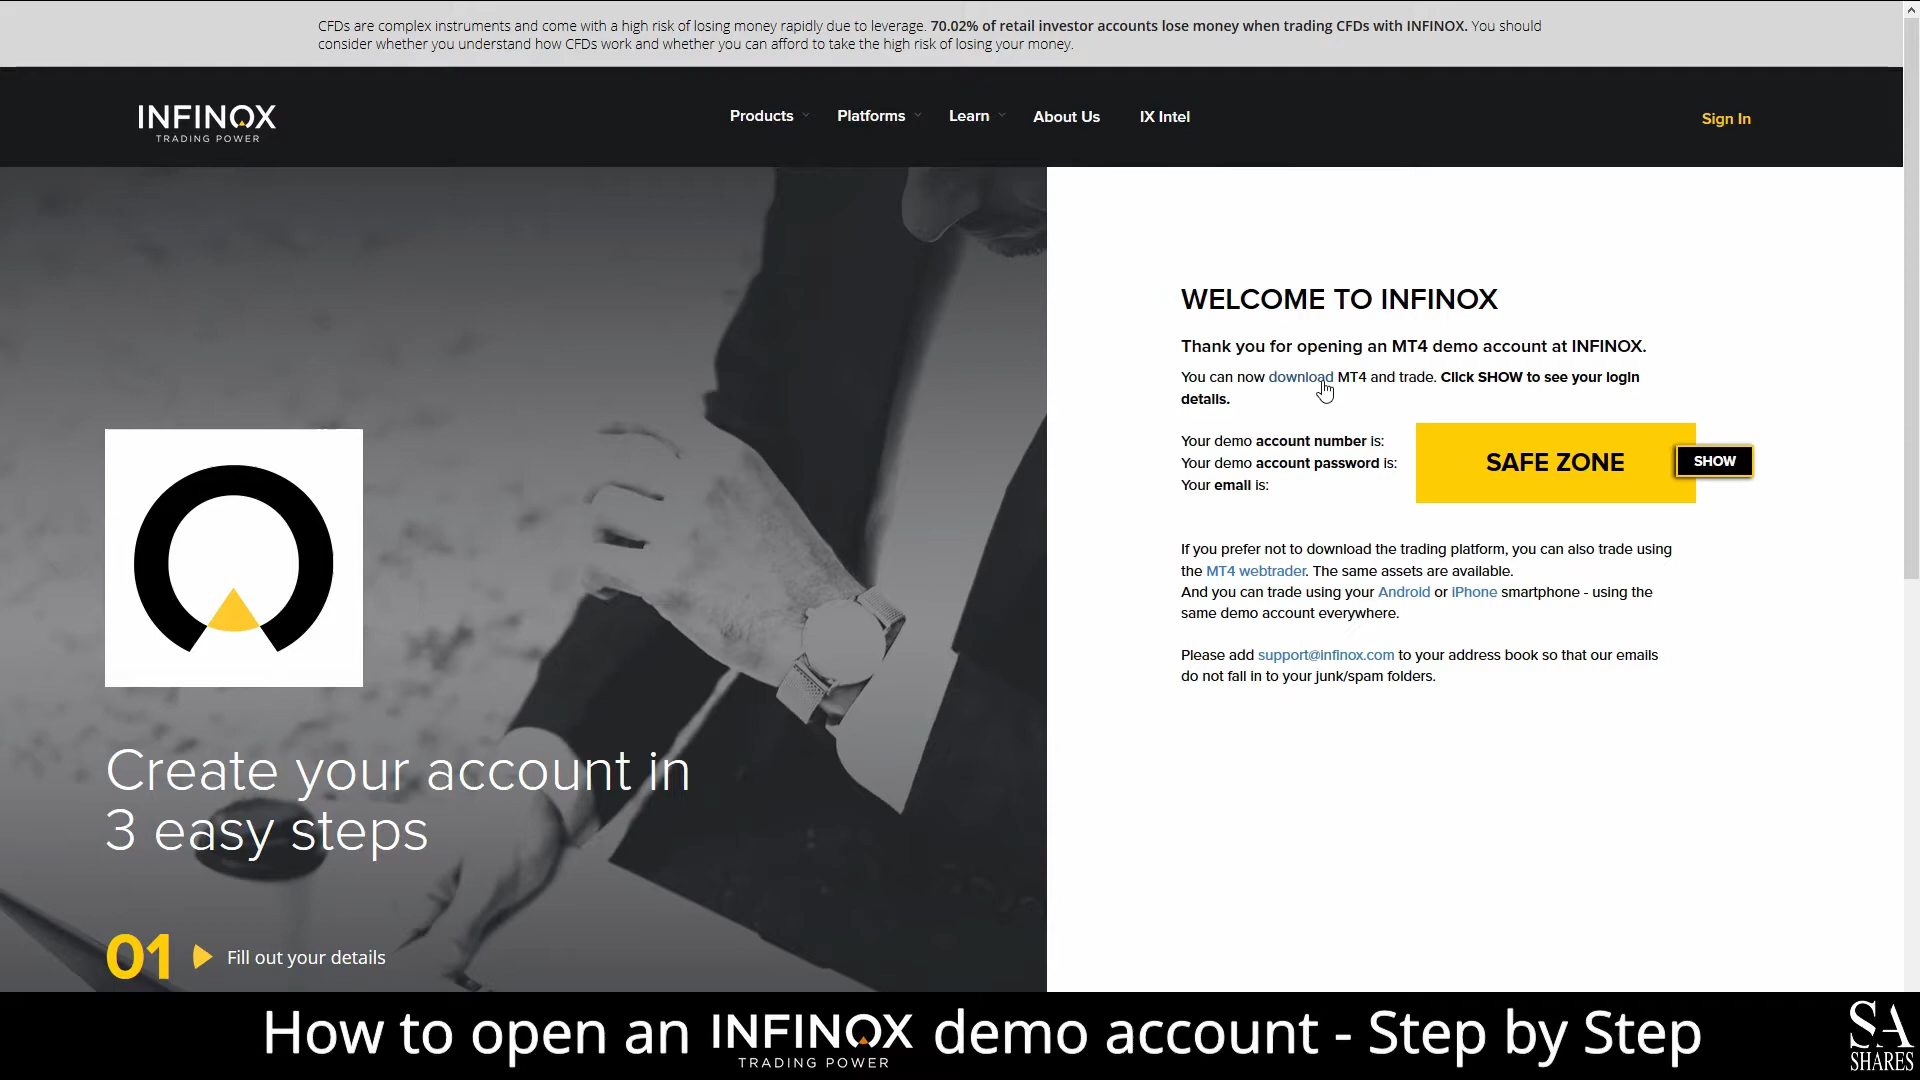 CFDs are complex instruments and come with a high risk of losing money rapidly due to leverage. 70.02% of retail investor accounts lose money when trading CFDs with INFINOX. You should
consider whether you understand how CFDs work and whether you can afford to take the high risk of losing your money.
INFINOX
TRADING POWER
Products
Platforms
Learn
About Us
IX Intel
Sign In
WELCOME TO INFINOX
Thank you for opening an MT4 demo account at INFINOX.
You can now download MT4 and trade. Click SHOW to see your login
details.
Your demo account number is:
Your demo account password is:
Your email is:
SAFE ZONE
SHOW
If you prefer not to download the trading platform, you can also trade using
the MT4 webtrader. The same assets are available.
And you can trade using your Android or iPhone smartphone - using the
same demo account everywhere.
Please add support@infinox.com to your address book so that our emails
do not fall in to your junk/spam folders.
Create your account in
3 easy steps
01 Fill out your details
How to open an INFINOX demo account - Step by Step
TRADING POWER
SA
SHARES